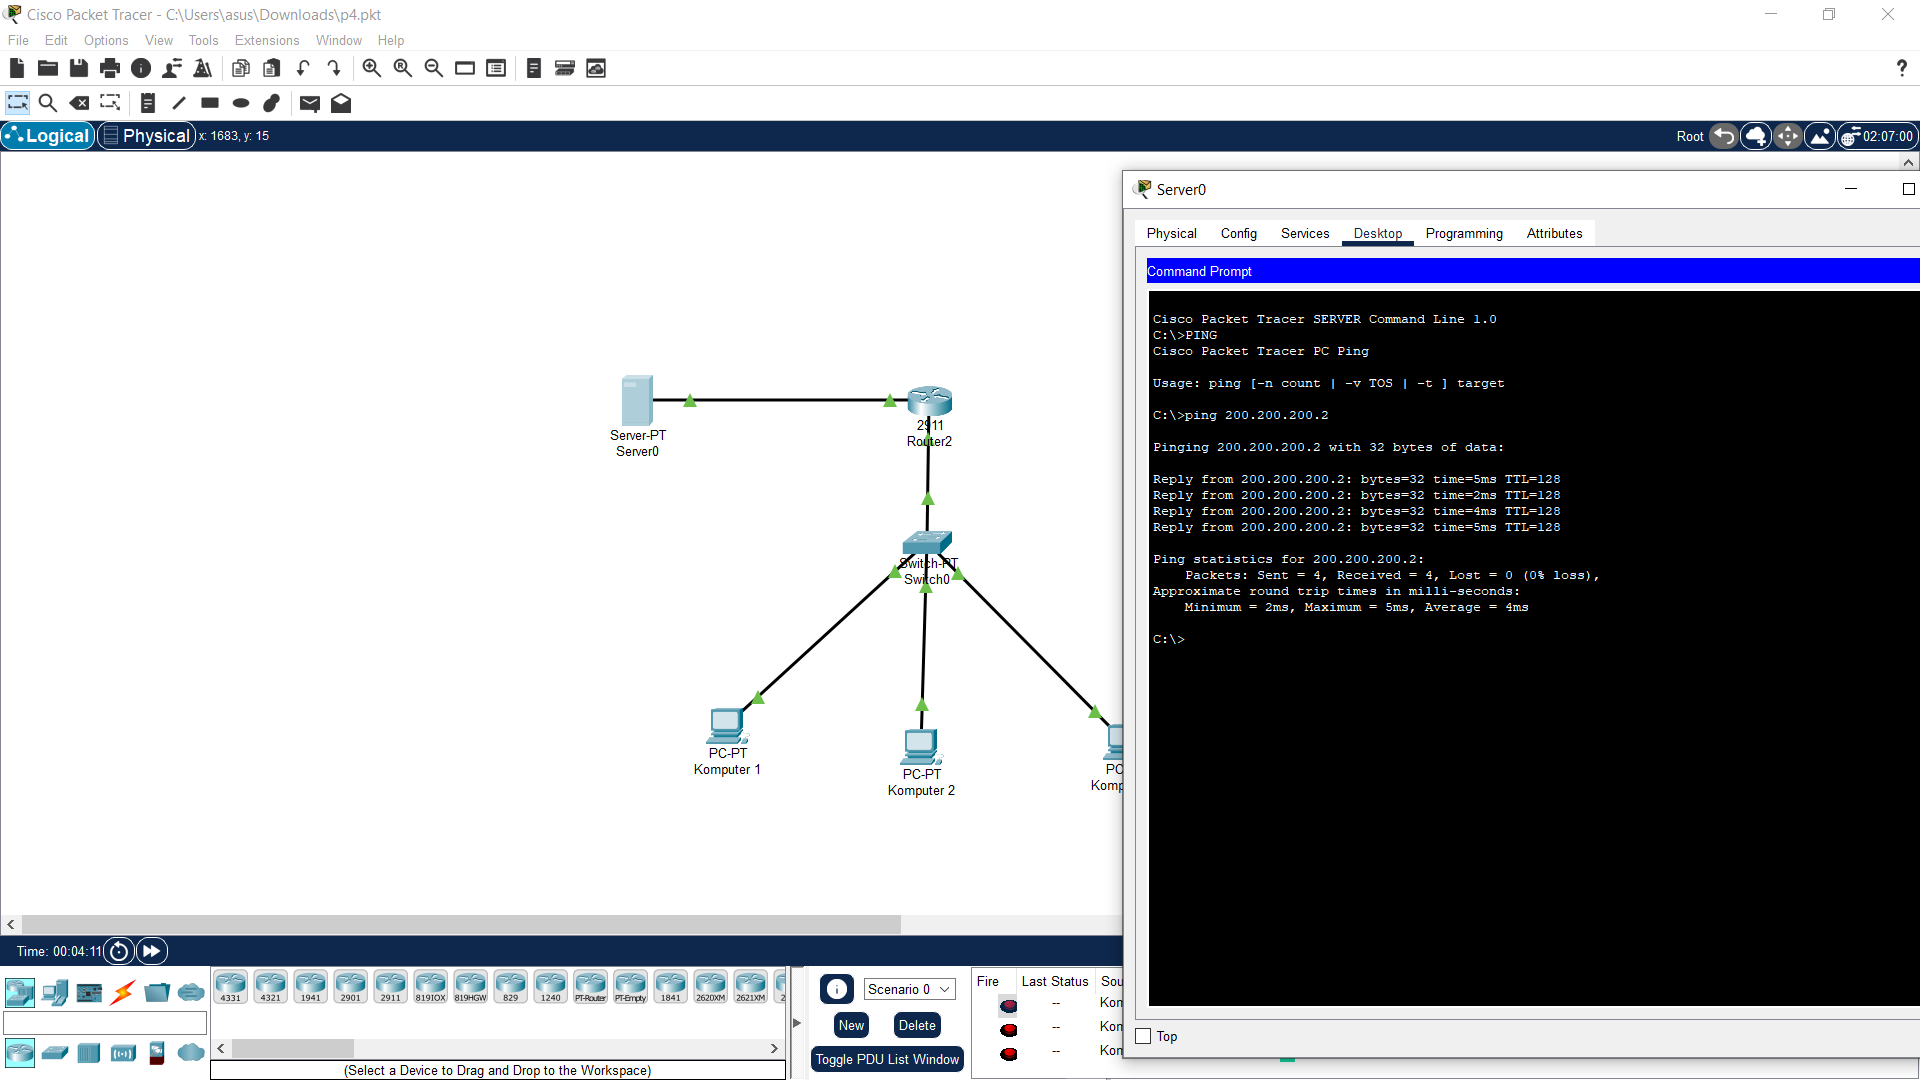 Cisco Packet Tracer - C:\Users\asus\Downloads\p4.pkt
File Edit Options View Tools Extensions Window Help
?
Logical Physical x: 1683, y: 15
Root 02:07:00
Server-PT
Server0
2911
Router2
Switch-PT
Switch0
PC-PT
Komputer 1
PC-PT
Komputer 2
PC
Komp
Server0
Physical Config Services Desktop Programming Attributes
Command Prompt
Cisco Packet Tracer SERVER Command Line 1.0
C:\>PING
Cisco Packet Tracer PC Ping
Usage: ping [-n count | -v TOS | -t ] target
C:\>ping 200.200.200.2
Pinging 200.200.200.2 with 32 bytes of data:
Reply from 200.200.200.2: bytes=32 time=5ms TTL=128
Reply from 200.200.200.2: bytes=32 time=2ms TTL=128
Reply from 200.200.200.2: bytes=32 time=4ms TTL=128
Reply from 200.200.200.2: bytes=32 time=5ms TTL=128
Ping statistics for 200.200.200.2:
Packets: Sent = 4, Received = 4, Lost = 0 (0% loss),
Approximate round trip times in milli-seconds:
Minimum = 2ms, Maximum = 5ms, Average = 4ms
C:\>
Top
Time: 00:04:11
4331 4321 1941 2901 2911 819IOX 819HGW 829 1240 PT-Router PT-Empty 1841 2620XM 2621XM 2
(Select a Device to Drag and Drop to the Workspace)
Scenario 0
New Delete
Toggle PDU List Window
Fire Last Status Sou
-- Kon
-- Kon
-- Kon